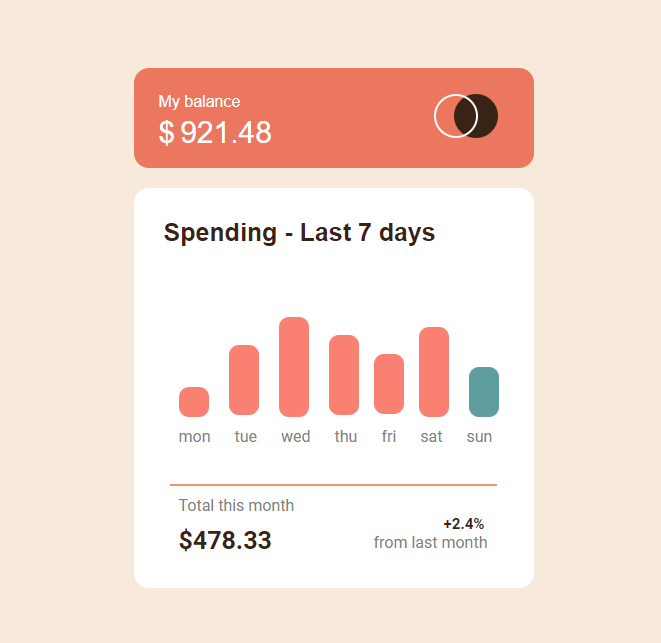 My balance
$ 921.48
Spending - Last 7 days
mon tue wed thu fri sat sun
Total this month
$478.33
+2.4%
from last month